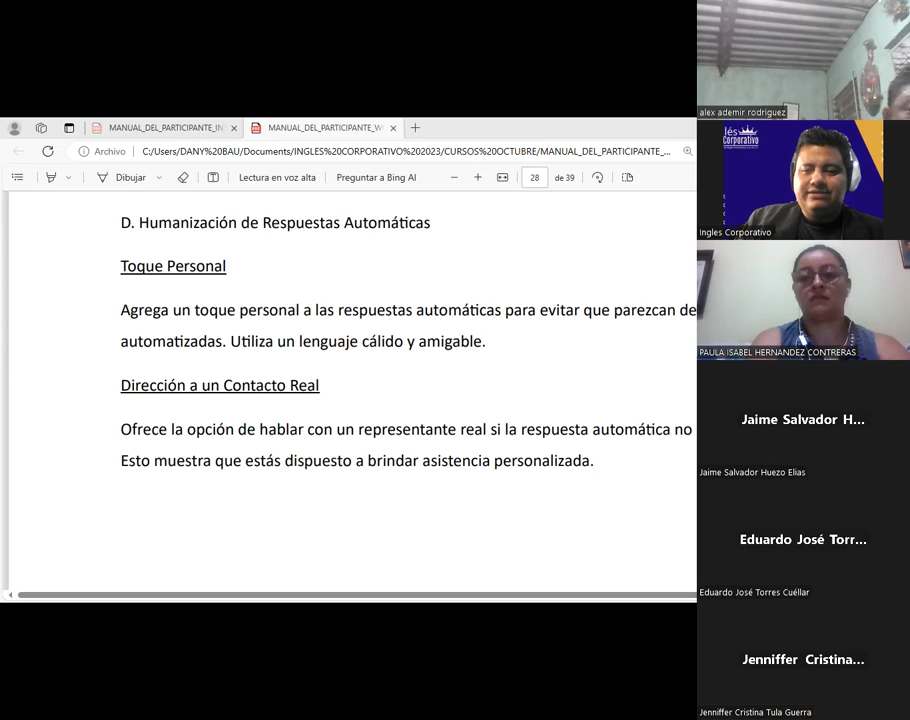 MANUAL_DEL_PARTICIPANTE_IN
MANUAL_DEL_PARTICIPANTE_W
Archivo
C:/Users/DANY%20BAU/Documents/INGLES%20CORPORATIVO%202023/CURSOS%20OCTUBRE/MANUAL_DEL_PARTICIPANTE_...
Dibujar
Lectura en voz alta
Preguntar a Bing AI
28
de 39
D. Humanización de Respuestas Automáticas
Toque Personal
Agrega un toque personal a las respuestas automáticas para evitar que parezcan de
automatizadas. Utiliza un lenguaje cálido y amigable.
Dirección a un Contacto Real
Ofrece la opción de hablar con un representante real si la respuesta automática no
Esto muestra que estás dispuesto a brindar asistencia personalizada.
alex ademir rodriguez
lés
Corporativo
Ingles Corporativo
PAULA ISABEL HERNANDEZ CONTRERAS
Jaime Salvador H...
Jaime Salvador Huezo Elias
Eduardo José Torr...
Eduardo José Torres Cuéllar
Jenniffer Cristina...
Jenniffer Cristina Tula Guerra